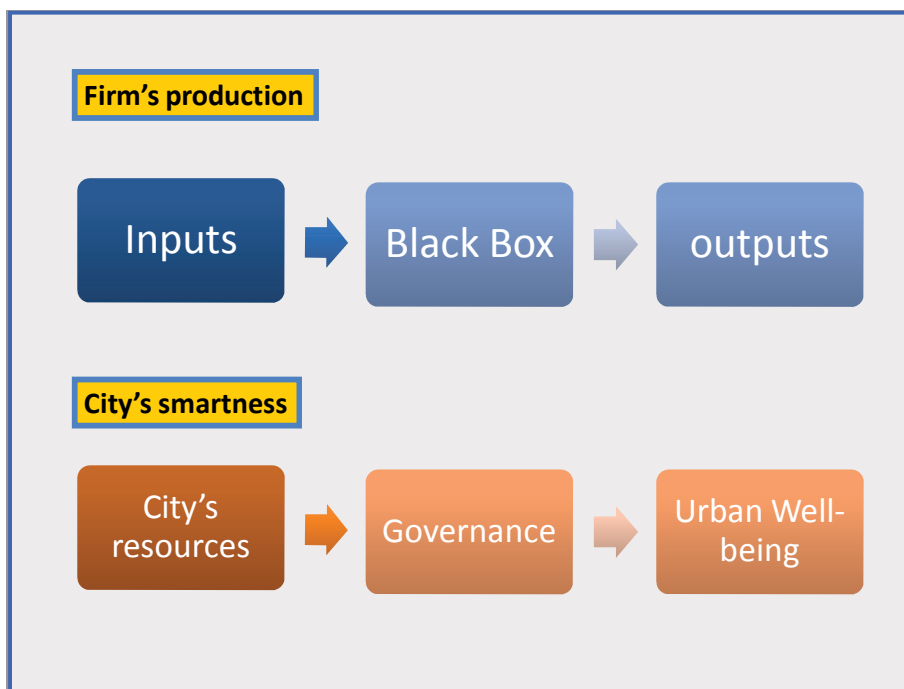 Firm’s production
Inputs
Black Box
outputs
City’s smartness
City’s
resources
Governance
Urban Well-
being